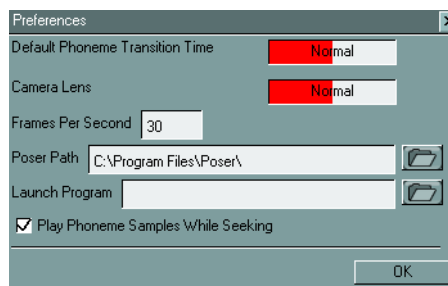 Preferences
Default Phoneme Transition Time Normal
Camera Lens Normal
Frames Per Second 30
Poser Path C:\Program Files\Poser\
Launch Program
Play Phoneme Samples While Seeking
OK